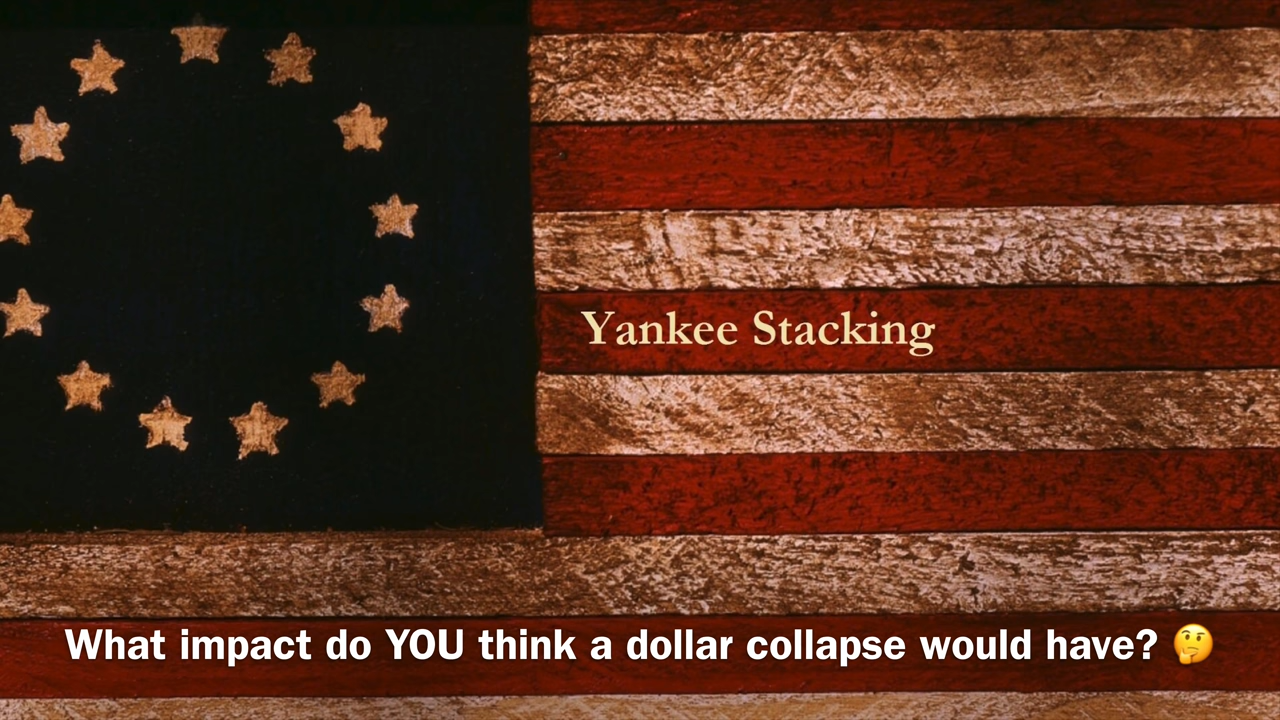 Yankee Stacking
What impact do YOU think a dollar collapse would have? 🤔